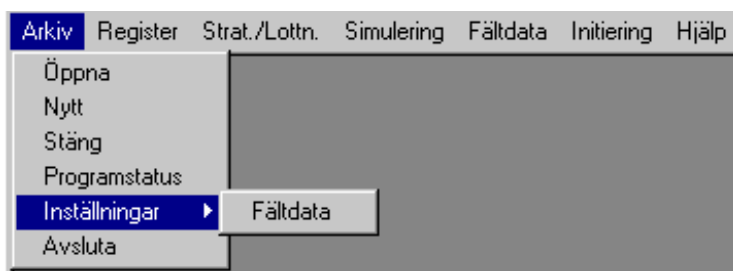 Arkiv Register Strat./Lottn. Simulering Fältdata Initiering Hjälp
Öppna
Nytt
Stäng
Programstatus
Inställningar Fältdata
Avsluta